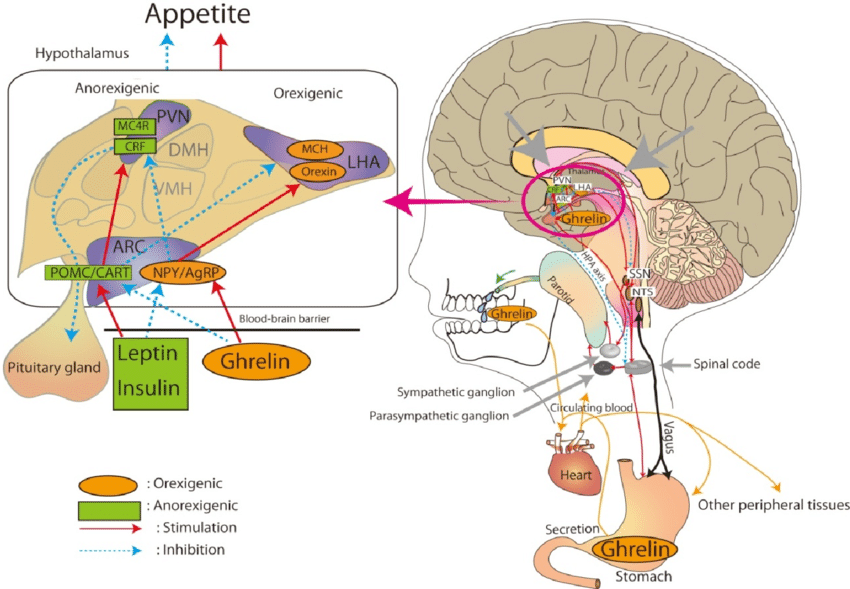 Appetite
Hypothalamus
Anorexigenic
Orexigenic
PVN
MC4R
CRF
DMH
VMH
MCH
Orexin
LHA
ARC
POMC/CART
NPY/AgRP
Blood-brain barrier
Pituitary gland
Leptin
Insulin
Ghrelin
: Orexigenic
: Anorexigenic
: Stimulation
: Inhibition
Thalamus
PVN
CRF
LHA
ARC
Ghrelin
HPA axis
SSN
NTS
Parotid
Ghrelin
Sympathetic ganglion
Parasympathetic ganglion
Spinal code
Circulating blood
Vagus
Heart
Other peripheral tissues
Secretion
Ghrelin
Stomach